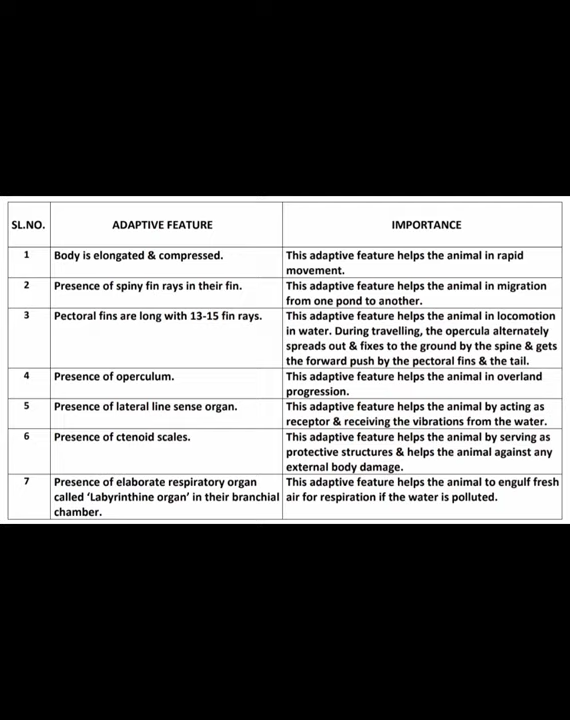 SL.NO. ADAPTIVE FEATURE IMPORTANCE
1 Body is elongated & compressed. This adaptive feature helps the animal in rapid
movement.
2 Presence of spiny fin rays in their fin. This adaptive feature helps the animal in migration
from one pond to another.
3 Pectoral fins are long with 13-15 fin rays. This adaptive feature helps the animal in locomotion
in water. During travelling, the opercula alternately
spreads out & fixes to the ground by the spine & gets
the forward push by the pectoral fins & the tail.
4 Presence of operculum. This adaptive feature helps the animal in overland
progression.
5 Presence of lateral line sense organ. This adaptive feature helps the animal by acting as
receptor & receiving the vibrations from the water.
6 Presence of ctenoid scales. This adaptive feature helps the animal by serving as
protective structures & helps the animal against any
external body damage.
7 Presence of elaborate respiratory organ This adaptive feature helps the animal to engulf fresh
called ‘Labyrinthine organ’ in their branchial air for respiration if the water is polluted.
chamber.